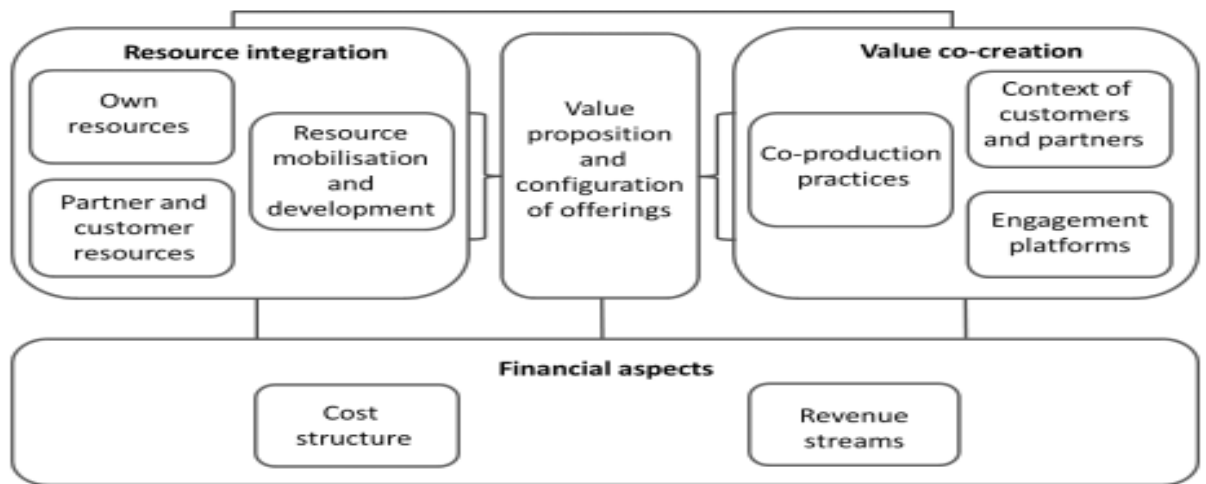 Resource integration
Own
resources
Partner and
customer
resources
Resource
mobilisation
and
development
Value
proposition
and
configuration
of offerings
Value co-creation
Co-production
practices
Context of
customers
and partners
Engagement
platforms
Financial aspects
Cost
structure
Revenue
streams